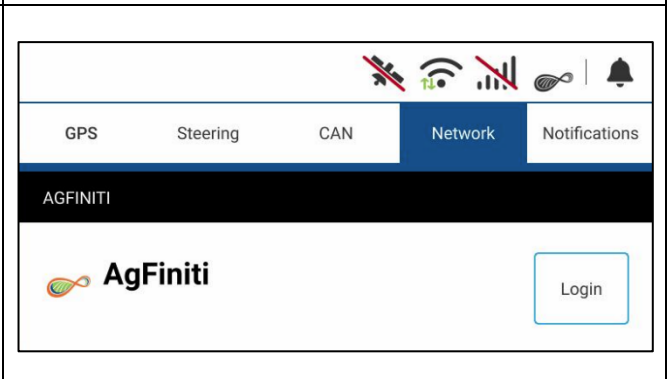 GPS Steering CAN Network Notifications
AGFINITI
AgFiniti
Login